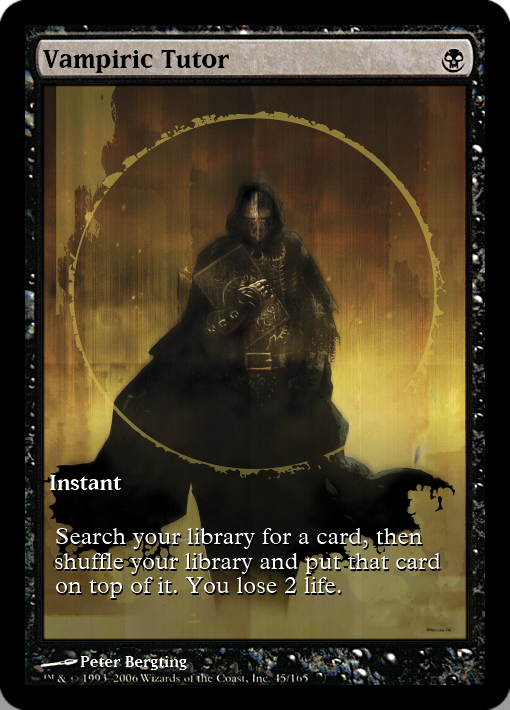 Vampiric Tutor
Instant
Search your library for a card, then
shuffle your library and put that card
on top of it. You lose 2 life.
Peter Bergting
™ & © 1993-2006 Wizards of the Coast, Inc. 45/165